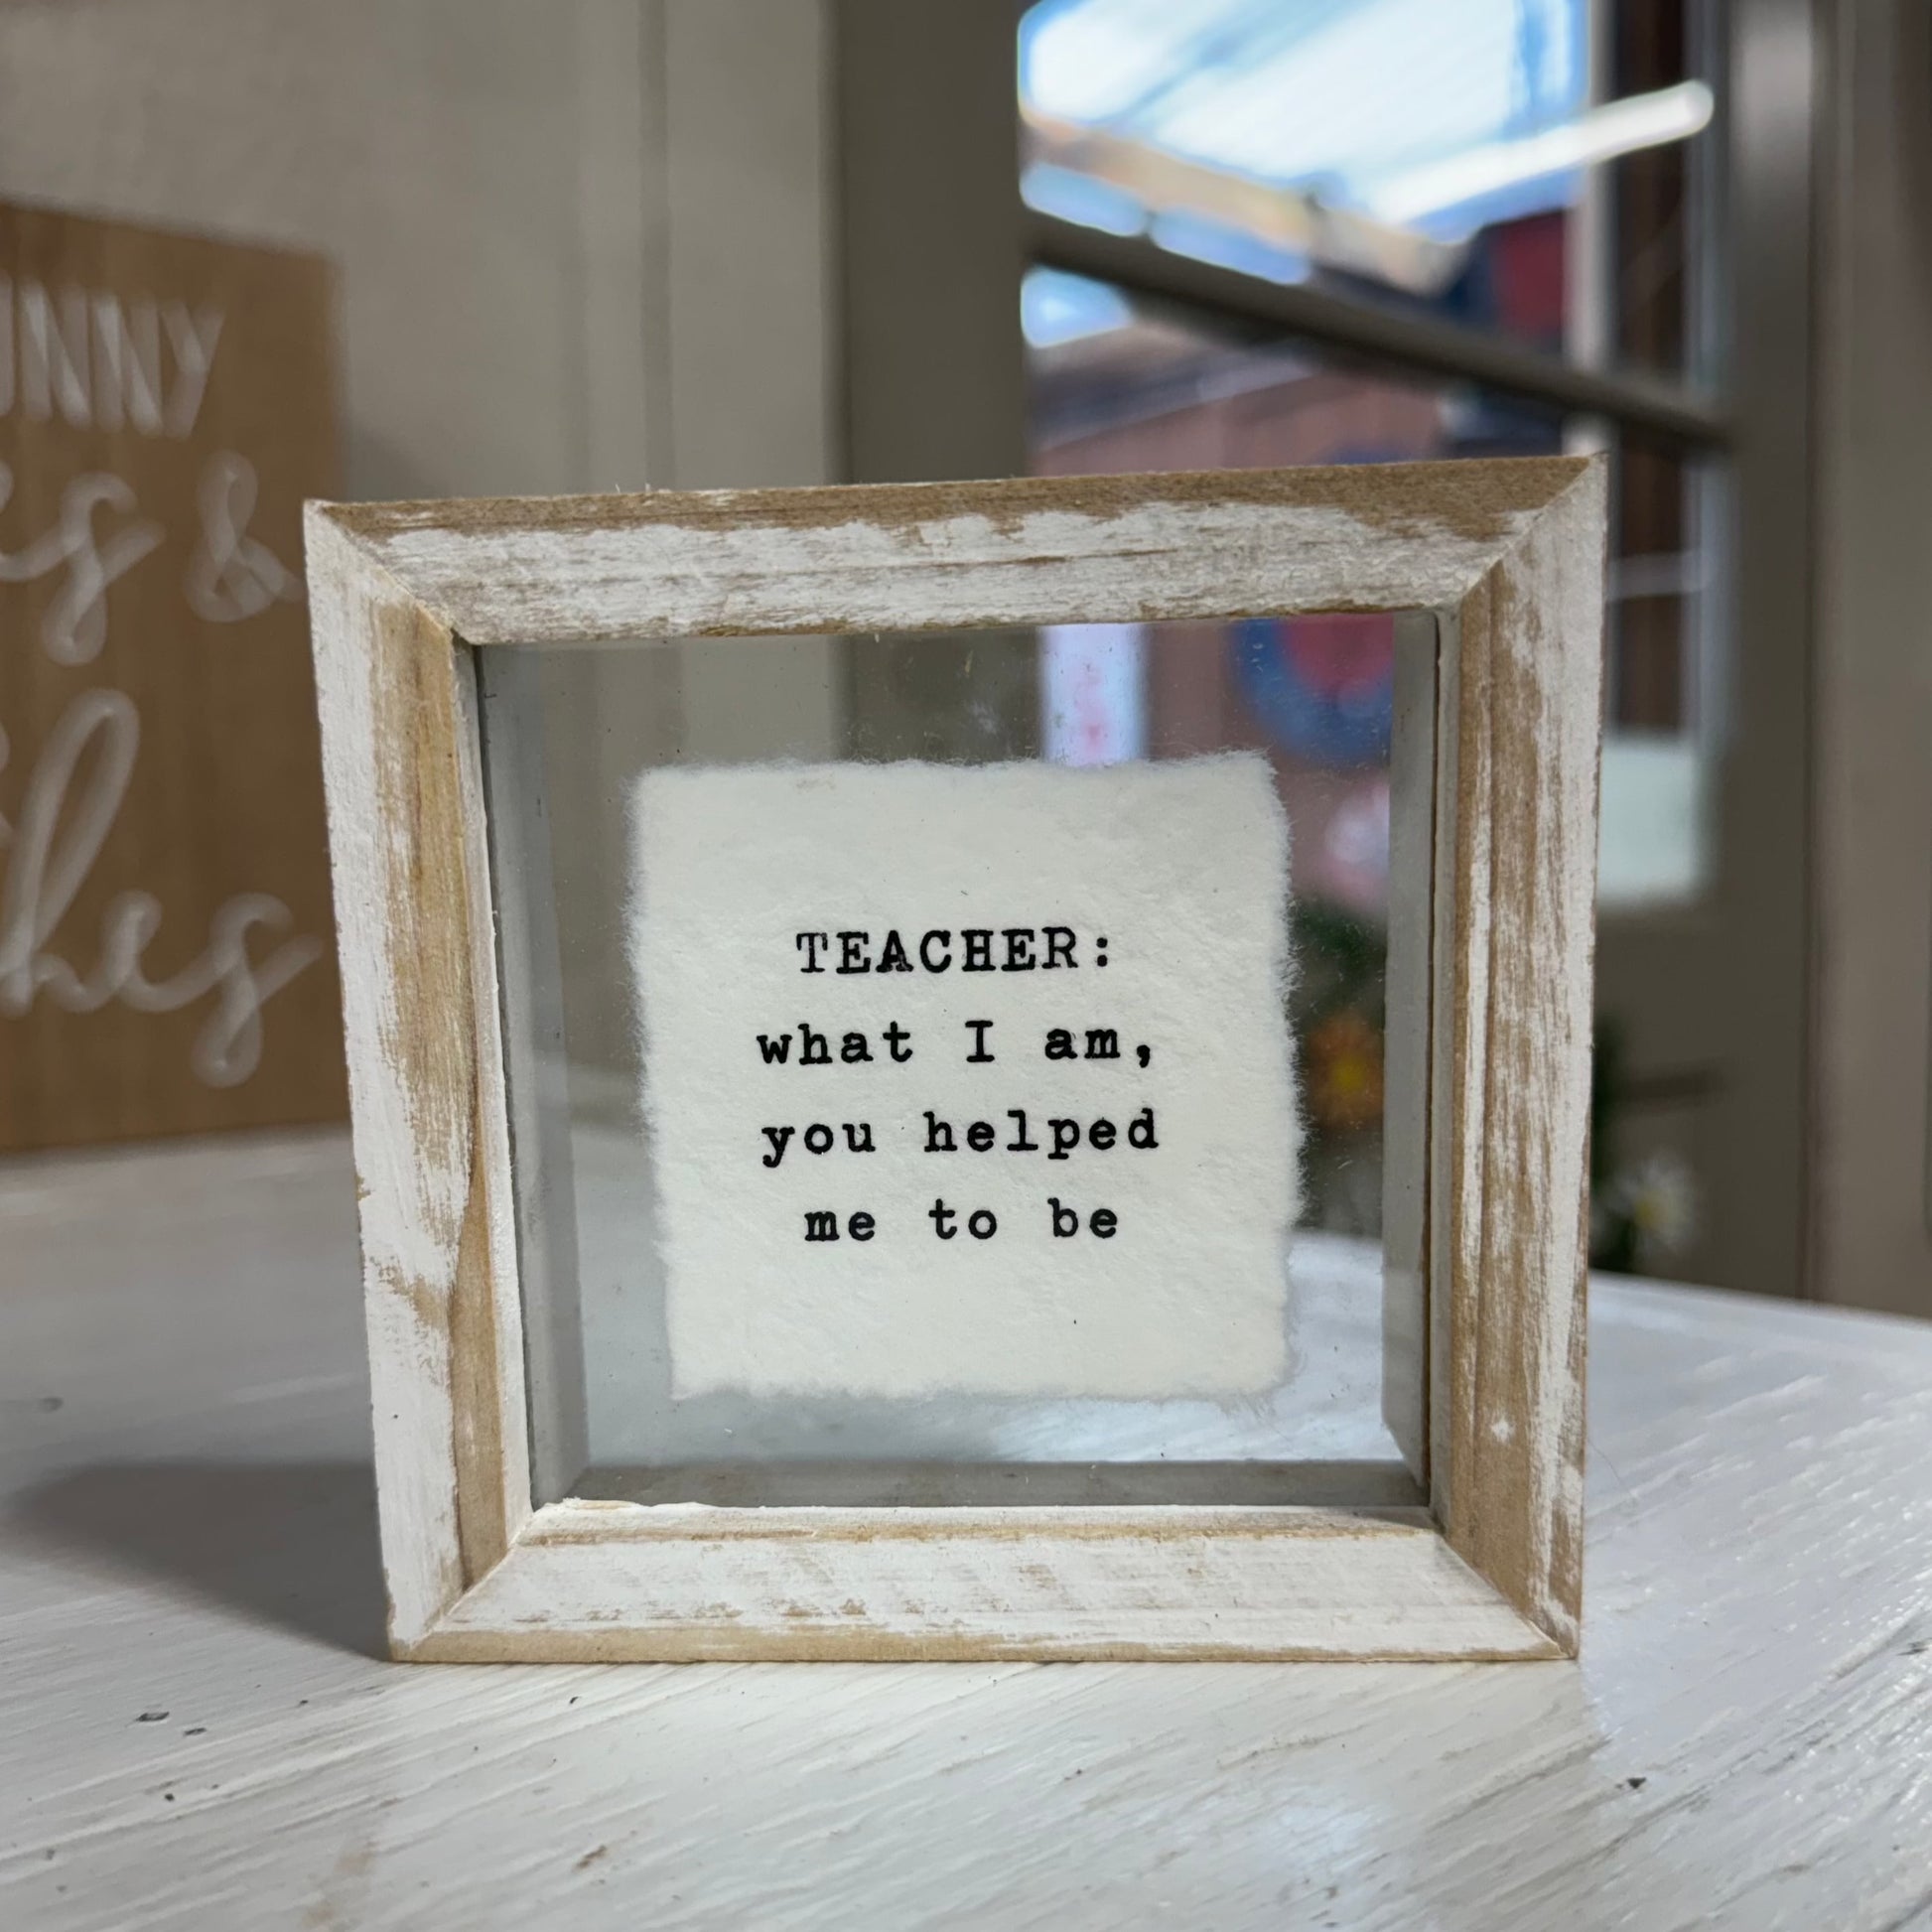 TEACHER:
what I am,
you helped
me to be
&